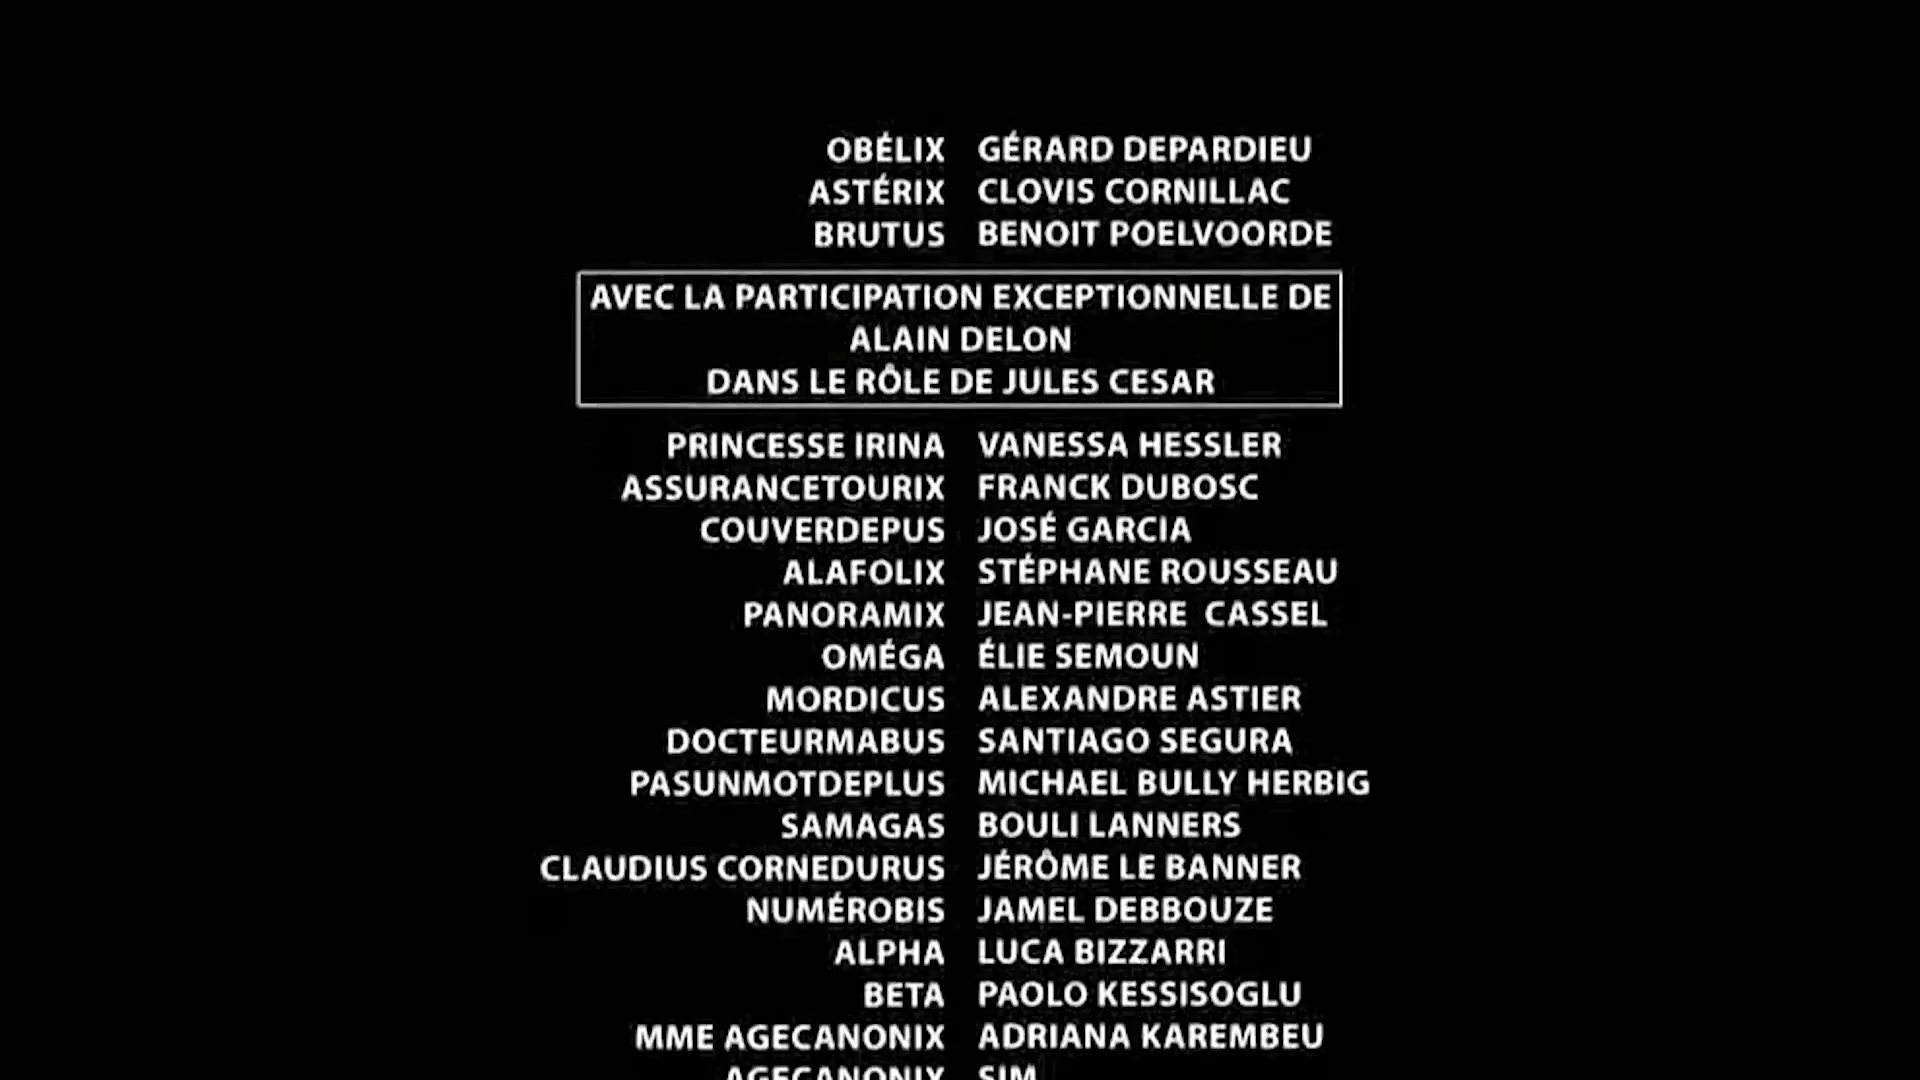 OBÉLIX GÉRARD DEPARDIEU
ASTÉRIX CLOVIS CORNILLAC
BRUTUS BENOIT POELVOORDE
AVEC LA PARTICIPATION EXCEPTIONNELLE DE
ALAIN DELON
DANS LE RÔLE DE JULES CESAR
PRINCESSE IRINA VANESSA HESSLER
ASSURANCETOURIX FRANCK DUBOSC
COUVERDEPUS JOSÉ GARCIA
ALAFOLIX STÉPHANE ROUSSEAU
PANORAMIX JEAN-PIERRE CASSEL
OMÉGA ÉLIE SEMOUN
MORDICUS ALEXANDRE ASTIER
DOCTEURMABUS SANTIAGO SEGURA
PASUNMOTDEPLUS MICHAEL BULLY HERBIG
SAMAGAS BOULI LANNERS
CLAUDIUS CORNEDURUS JÉRÔME LE BANNER
NUMÉROBIS JAMEL DEBBOUZE
ALPHA LUCA BIZZARRI
BETA PAOLO KESSISOGLU
MME AGECANONIX ADRIANA KAREMBEU
AGECANONIX SIM